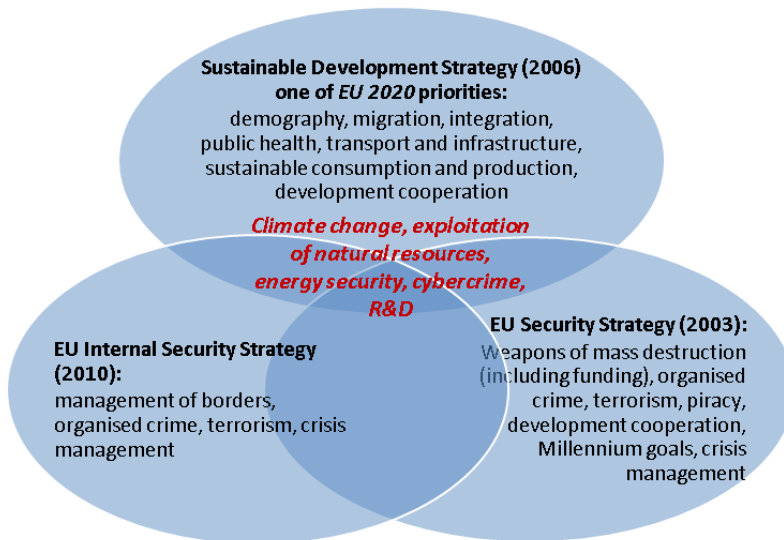 Sustainable Development Strategy (2006)
one of EU 2020 priorities:
demography, migration, integration,
public health, transport and infrastructure,
sustainable consumption and production,
development cooperation
Climate change, exploitation
of natural resources,
energy security, cybercrime,
R&D
EU Internal Security Strategy
(2010):
management of borders,
organised crime, terrorism, crisis
management
EU Security Strategy (2003):
Weapons of mass destruction
(including funding), organised
crime, terrorism, piracy,
development cooperation,
Millennium goals, crisis
management